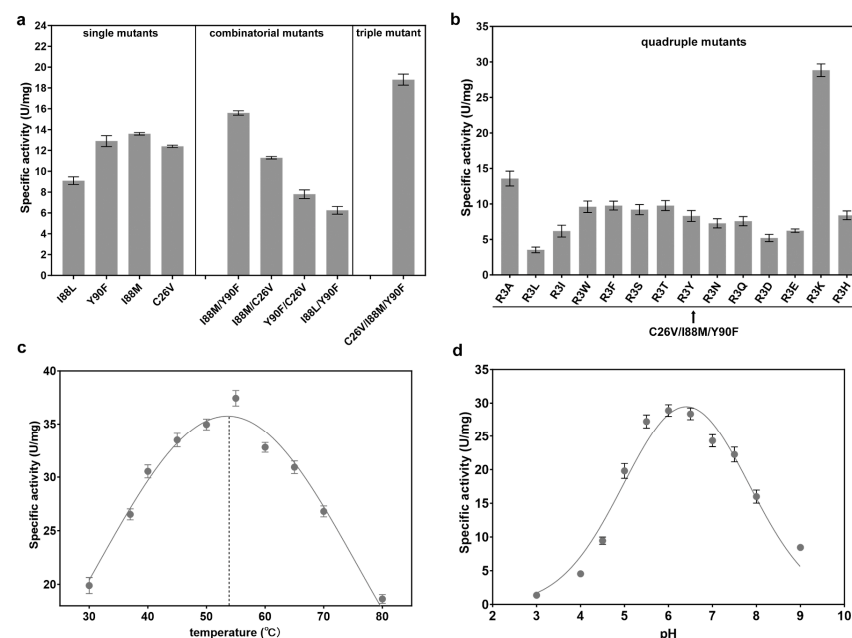 a
single mutants
combinatorial mutants
triple mutant
Specific activity (U/mg)
24
22
20
18
16
14
12
10
8
6
4
2
0
I88L
Y90F
I88M
C26V
I88M/Y90F
I88M/C26V
Y90F/C26V
I88L/Y90F
C26V/I88M/Y90F
b
quadruple mutants
Specific activity (U/mg)
35
30
25
20
15
10
5
0
R3A
R3L
R3I
R3W
R3F
R3S
R3T
R3Y
R3N
R3Q
R3D
R3E
R3K
R3H
C26V/I88M/Y90F
c
Specific activity (U/mg)
40
35
30
25
20
30
40
50
60
70
80
temperature (°C)
d
Specific activity (U/mg)
35
30
25
20
15
10
5
0
2
3
4
5
6
7
8
9
10
pH